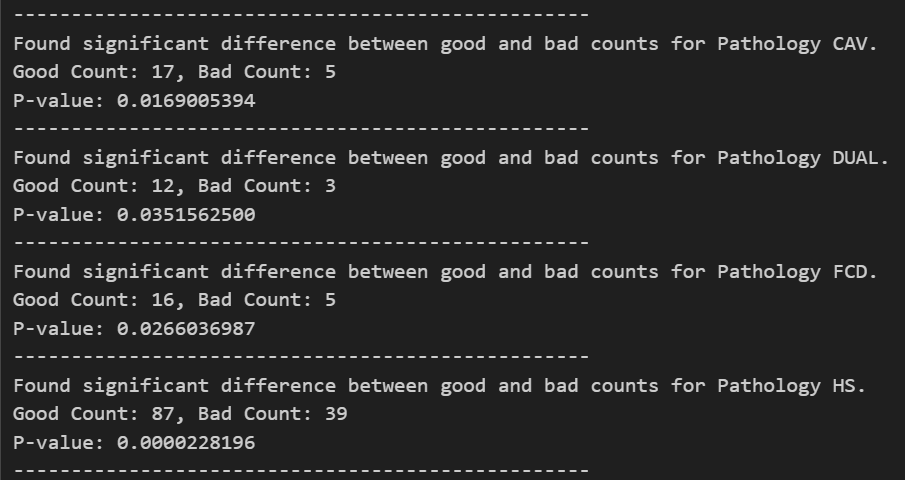 --------------------------------------------------
Found significant difference between good and bad counts for Pathology CAV.
Good Count: 17, Bad Count: 5
P-value: 0.0169005394
--------------------------------------------------
Found significant difference between good and bad counts for Pathology DUAL.
Good Count: 12, Bad Count: 3
P-value: 0.0351562500
--------------------------------------------------
Found significant difference between good and bad counts for Pathology FCD.
Good Count: 16, Bad Count: 5
P-value: 0.0266036987
--------------------------------------------------
Found significant difference between good and bad counts for Pathology HS.
Good Count: 87, Bad Count: 39
P-value: 0.0000228196
--------------------------------------------------